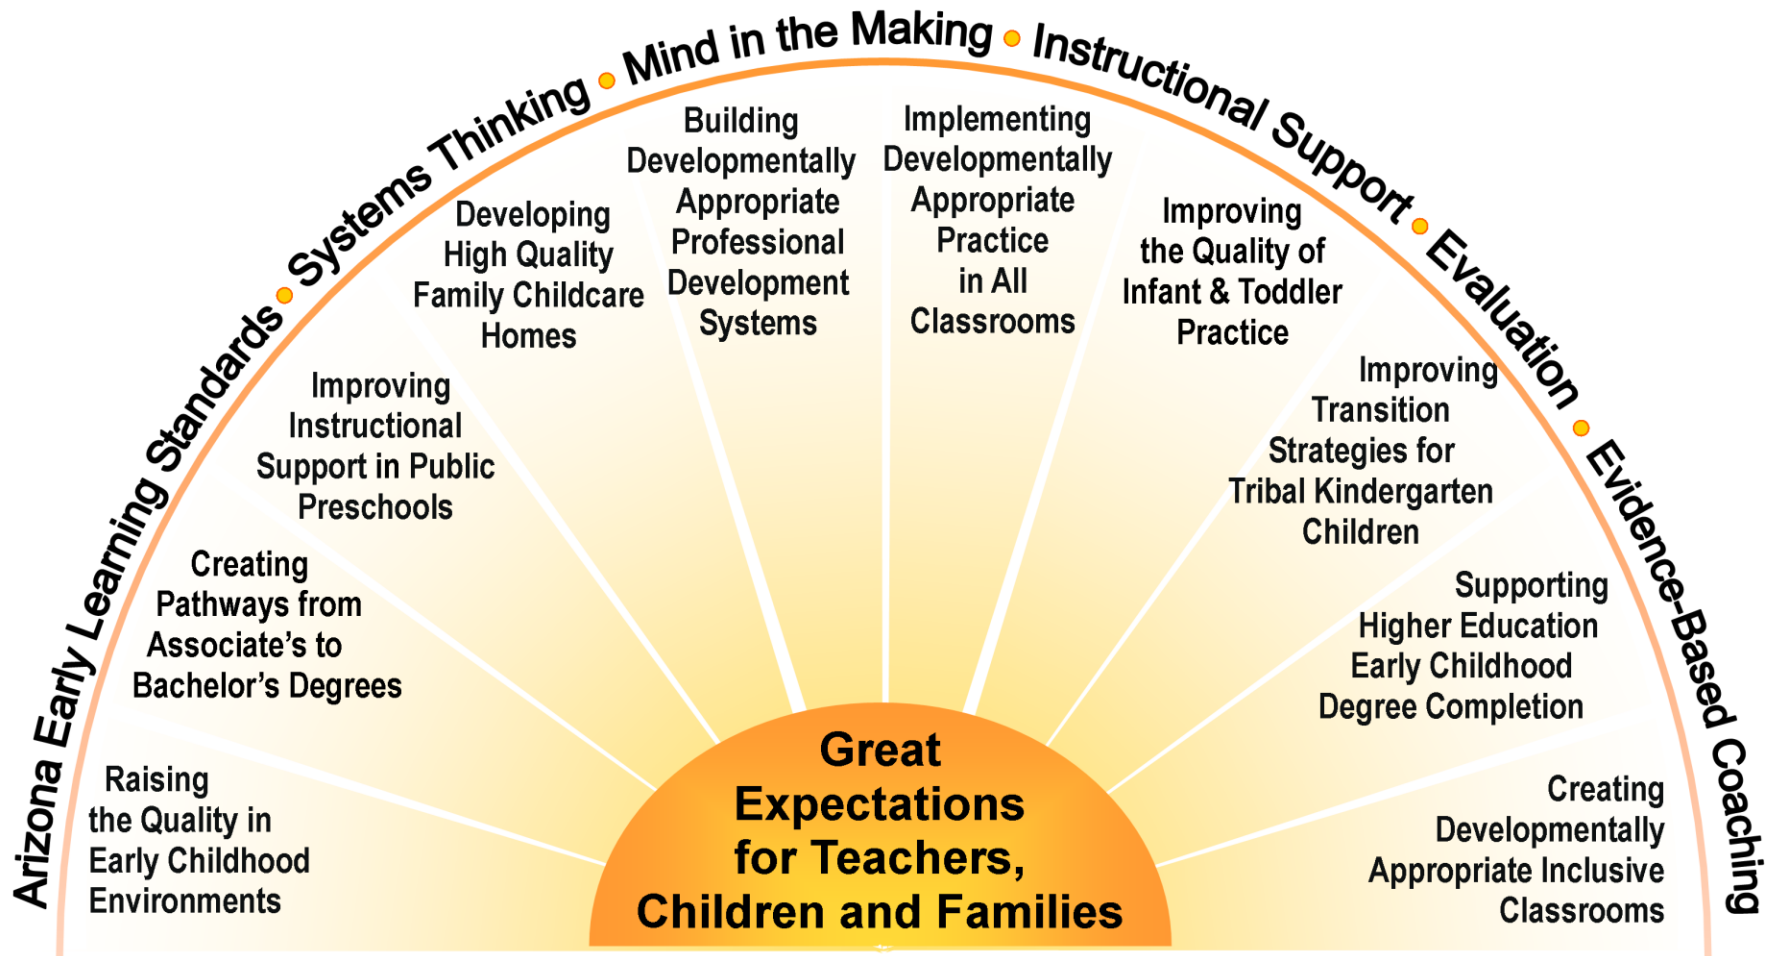 Arizona Early Learning Standards • Systems Thinking • Mind in the Making • Instructional Support • Evaluation • Evidence-Based Coaching
Raising
the Quality in
Early Childhood
Environments
Creating
Pathways from
Associate’s to
Bachelor’s Degrees
Improving
Instructional
Support in Public
Preschools
Developing
High Quality
Family Childcare
Homes
Building
Developmentally
Appropriate
Professional
Development
Systems
Implementing
Developmentally
Appropriate
Practice
in All
Classrooms
Improving
the Quality of
Infant & Toddler
Practice
Improving
Transition
Strategies for
Tribal Kindergarten
Children
Supporting
Higher Education
Early Childhood
Degree Completion
Creating
Developmentally
Appropriate Inclusive
Classrooms
Great
Expectations
for Teachers,
Children and Families